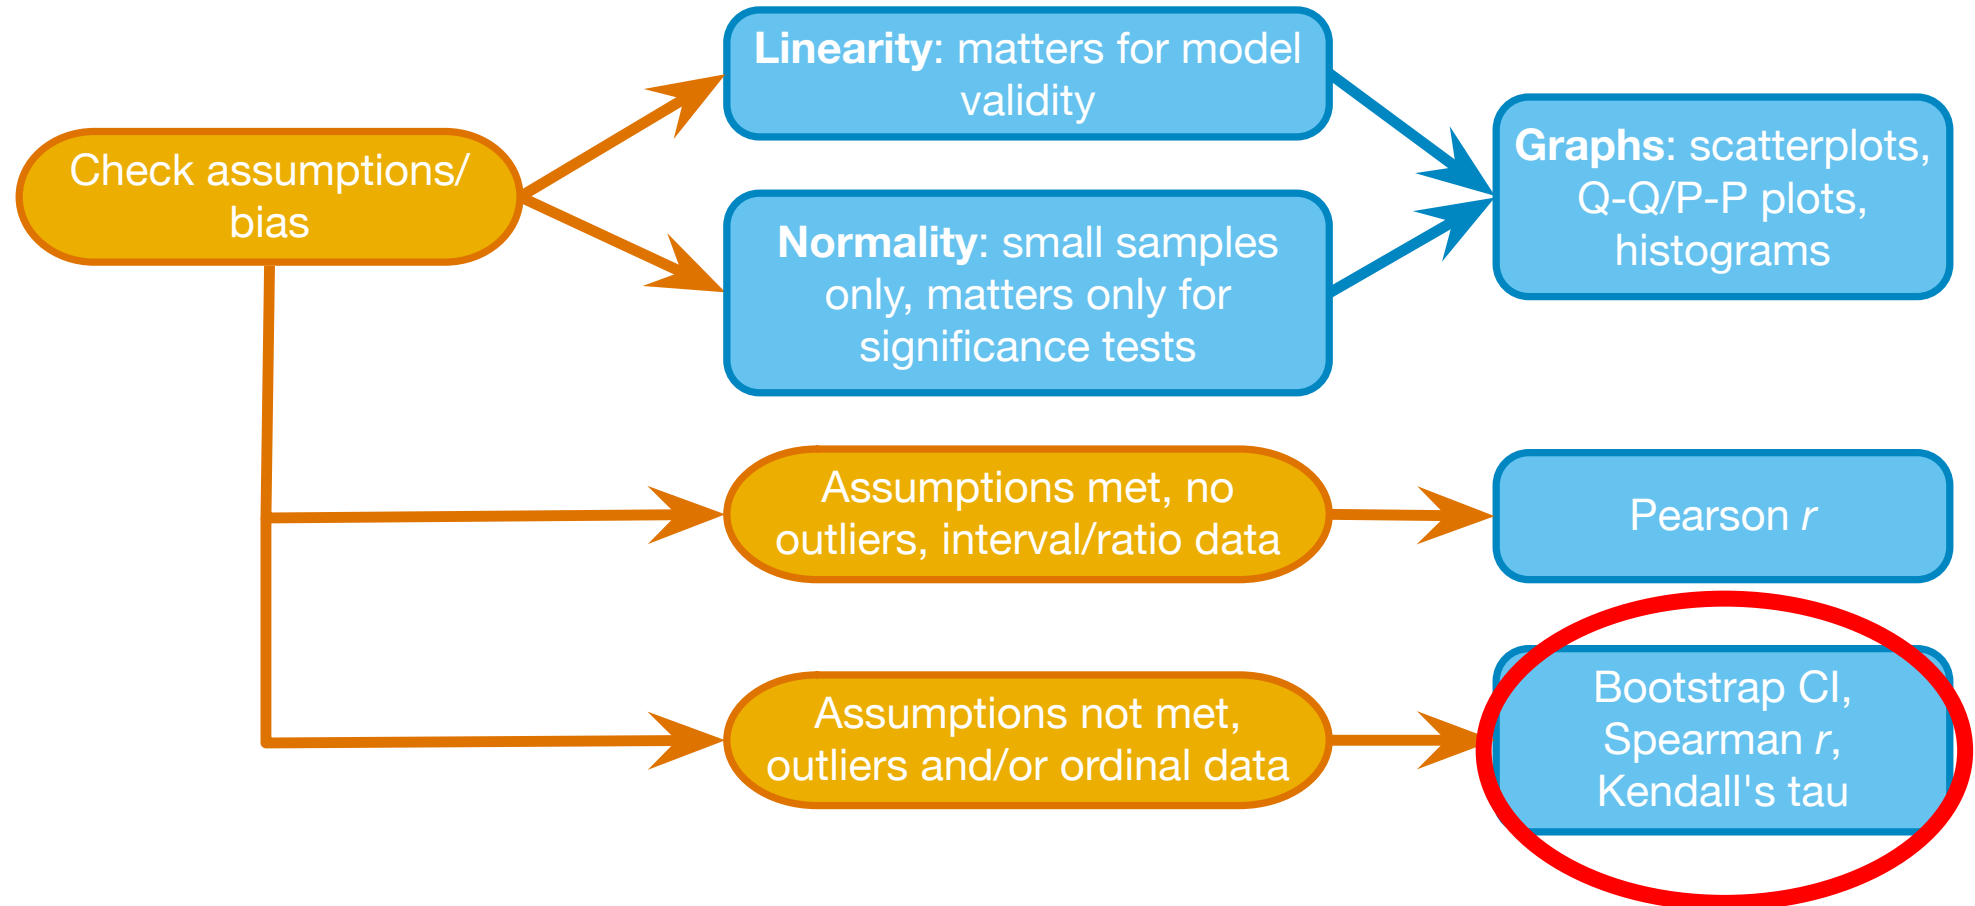 Check assumptions/
bias
Linearity: matters for model
validity
Normality: small samples
only, matters only for
significance tests
Graphs: scatterplots,
Q-Q/P-P plots,
histograms
Assumptions met, no
outliers, interval/ratio data
Pearson r
Assumptions not met,
outliers and/or ordinal data
Bootstrap CI,
Spearman r,
Kendall's tau